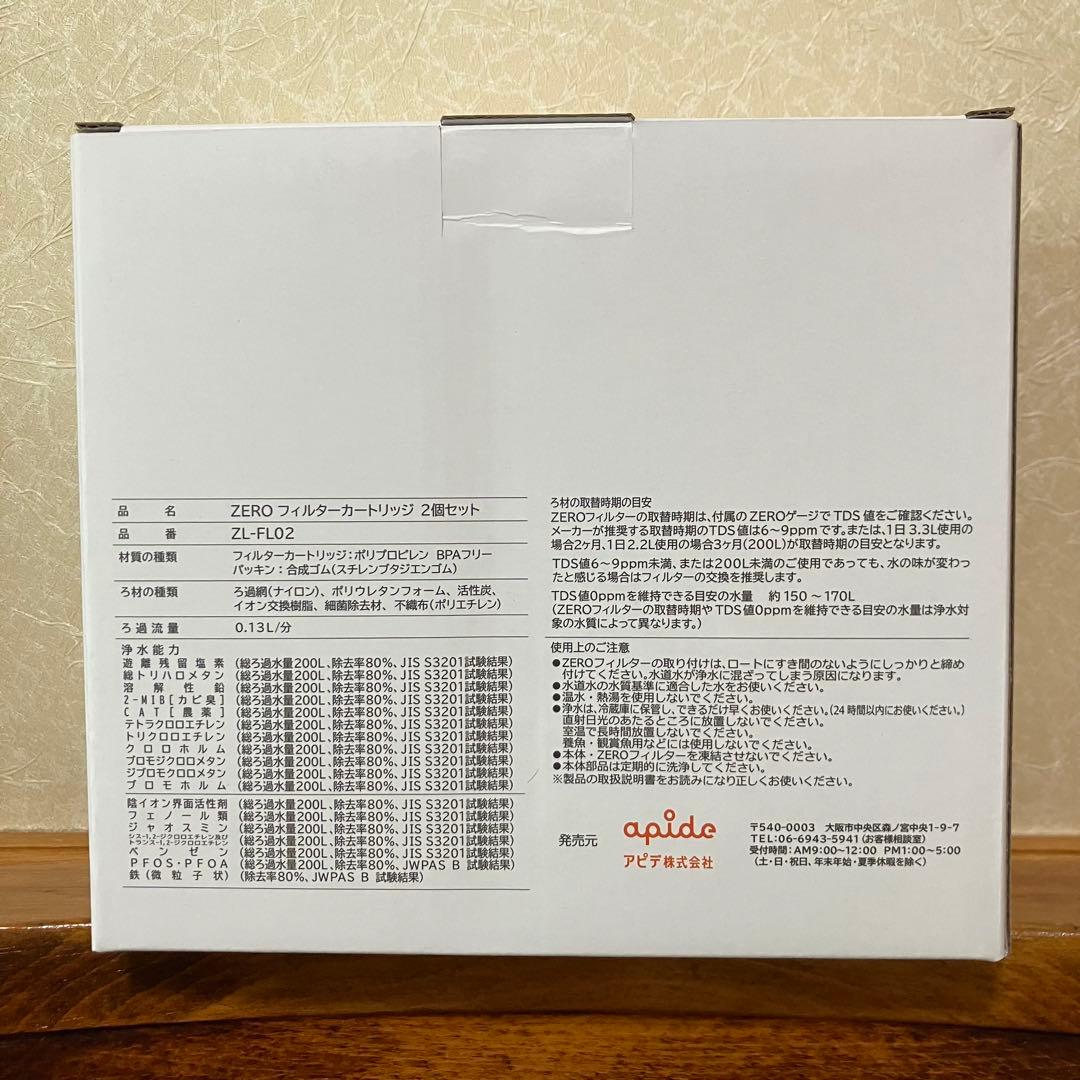 品名 ZERO フィルターカートリッジ 2個セット
品番 ZL-FL02
材質の種類 フィルターカートリッジ：ポリプロピレン BPAフリー
パッキン：合成ゴム(スチレンブタジエンゴム)
ろ材の種類 ろ過網(ナイロン)、ポリウレタンフォーム、活性炭、
イオン交換樹脂、細菌除去材、不織布(ポリエチレン)
ろ過流量 0.13L/分
浄水能力
遊離残留塩素 (総ろ過水量200L、除去率80%、JIS S3201試験結果)
総トリハロメタン (総ろ過水量200L、除去率80%、JIS S3201試験結果)
溶解性鉛 (総ろ過水量200L、除去率80%、JIS S3201試験結果)
2-MIB[カビ臭] (総ろ過水量200L、除去率80%、JIS S3201試験結果)
CAT[農薬] (総ろ過水量200L、除去率80%、JIS S3201試験結果)
テトラクロロエチレン (総ろ過水量200L、除去率80%、JIS S3201試験結果)
トリクロロエチレン (総ろ過水量200L、除去率80%、JIS S3201試験結果)
クロロホルム (総ろ過水量200L、除去率80%、JIS S3201試験結果)
ブロモジクロロメタン (総ろ過水量200L、除去率80%、JIS S3201試験結果)
ジブロモクロロメタン (総ろ過水量200L、除去率80%、JIS S3201試験結果)
ブロモホルム (総ろ過水量200L、除去率80%、JIS S3201試験結果)
陰イオン界面活性剤 (総ろ過水量200L、除去率80%、JIS S3201試験結果)
フェノール類 (総ろ過水量200L、除去率80%、JIS S3201試験結果)
ジャオスミン (総ろ過水量200L、除去率80%、JIS S3201試験結果)
シス-1,2-ジクロロエチレン及び
トランス-1,2-ジクロロエチレン (総ろ過水量200L、除去率80%、JIS S3201試験結果)
ベンゼン (総ろ過水量200L、除去率80%、JIS S3201試験結果)
PFOS・PFOA (総ろ過水量200L、除去率80%、JWPAS B 試験結果)
鉄(微粒子状) (除去率80%、JWPAS B 試験結果)
ろ材の取替時期の目安
ZEROフィルターの取替時期は、付属のZEROゲージでTDS値をご確認ください。
メーカーが推奨する取替時期のTDS値は6～9ppmです。または、1日3.3L使用の
場合2ヶ月、1日2.2L使用の場合3ヶ月(200L)が取替時期の目安となります。
TDS値6～9ppm未満、または200L未満のご使用であっても、水の味が変わっ
たと感じる場合はフィルターの交換を推奨します。
TDS値0ppmを維持できる目安の水量 約150～170L
(ZEROフィルターの取替時期やTDS値0ppmを維持できる目安の水量は浄水対
象の水質によって異なります。)
使用上のご注意
●ZEROフィルターの取り付けは、ロートにすき間のないようにしっかりと締め
付けてください。水道水が浄水に混ざってしまう原因になります。
●水道水の水質基準に適合した水をお使いください。
●温水・熱湯を使用しないでください。
●浄水は、冷蔵庫に保管し、できるだけ早くお使いください。(24時間以内にお使いください。)
直射日光のあたるところに放置しないでください。
室温で長時間放置しないでください。
養魚・観賞魚用などには使用しないでください。
●本体・ZEROフィルターを凍結させないでください。
●本体部品は定期的に洗浄してください。
※製品の取扱説明書をお読みになり正しくお使いください。
発売元
apide
アピデ株式会社
〒540-0003 大阪市中央区森ノ宮中央1-9-7
TEL:06-6943-5941(お客様相談室)
受付時間：AM9:00～12:00 PM1:00～5:00
(土・日・祝日、年末年始・夏季休暇を除く)